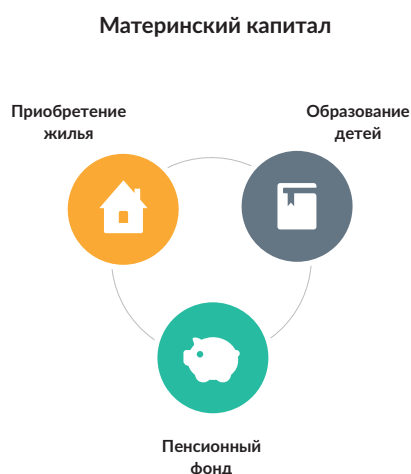 Материнский капитал
Приобретение
жилья
Образование
детей
Пенсионный
фонд